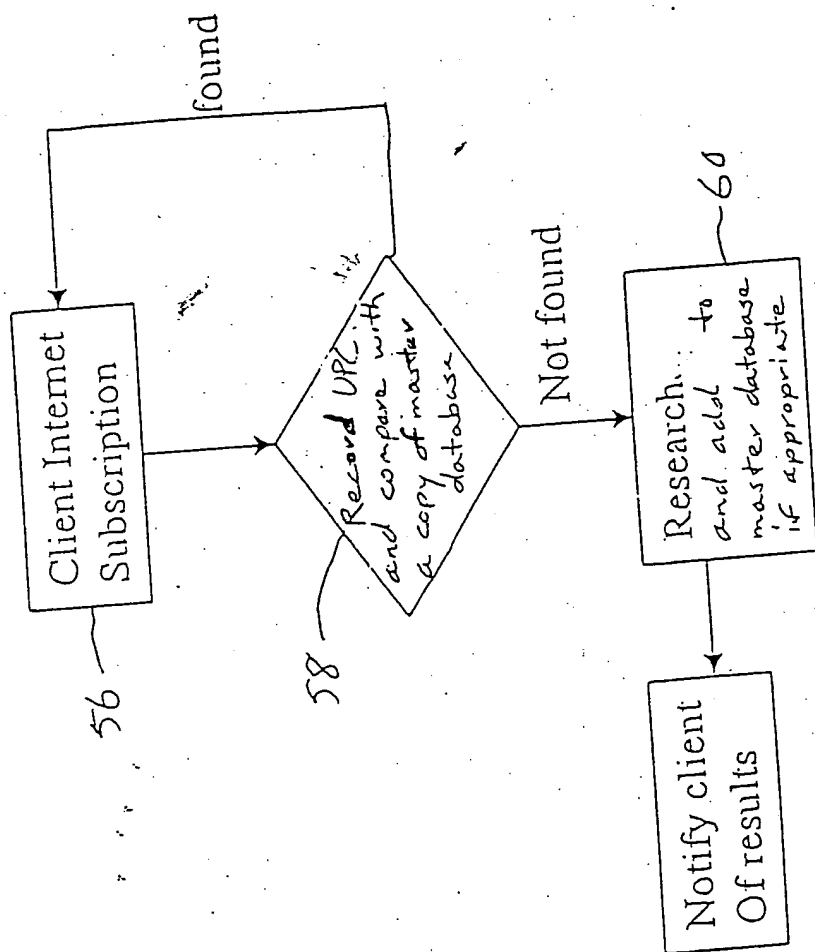 Client Internet
Subscription
56
found
58
Record UPC
and compare with
a copy of master
database
Not found
60
Research...
and add to
master database
if appropriate
Notify client
Of results